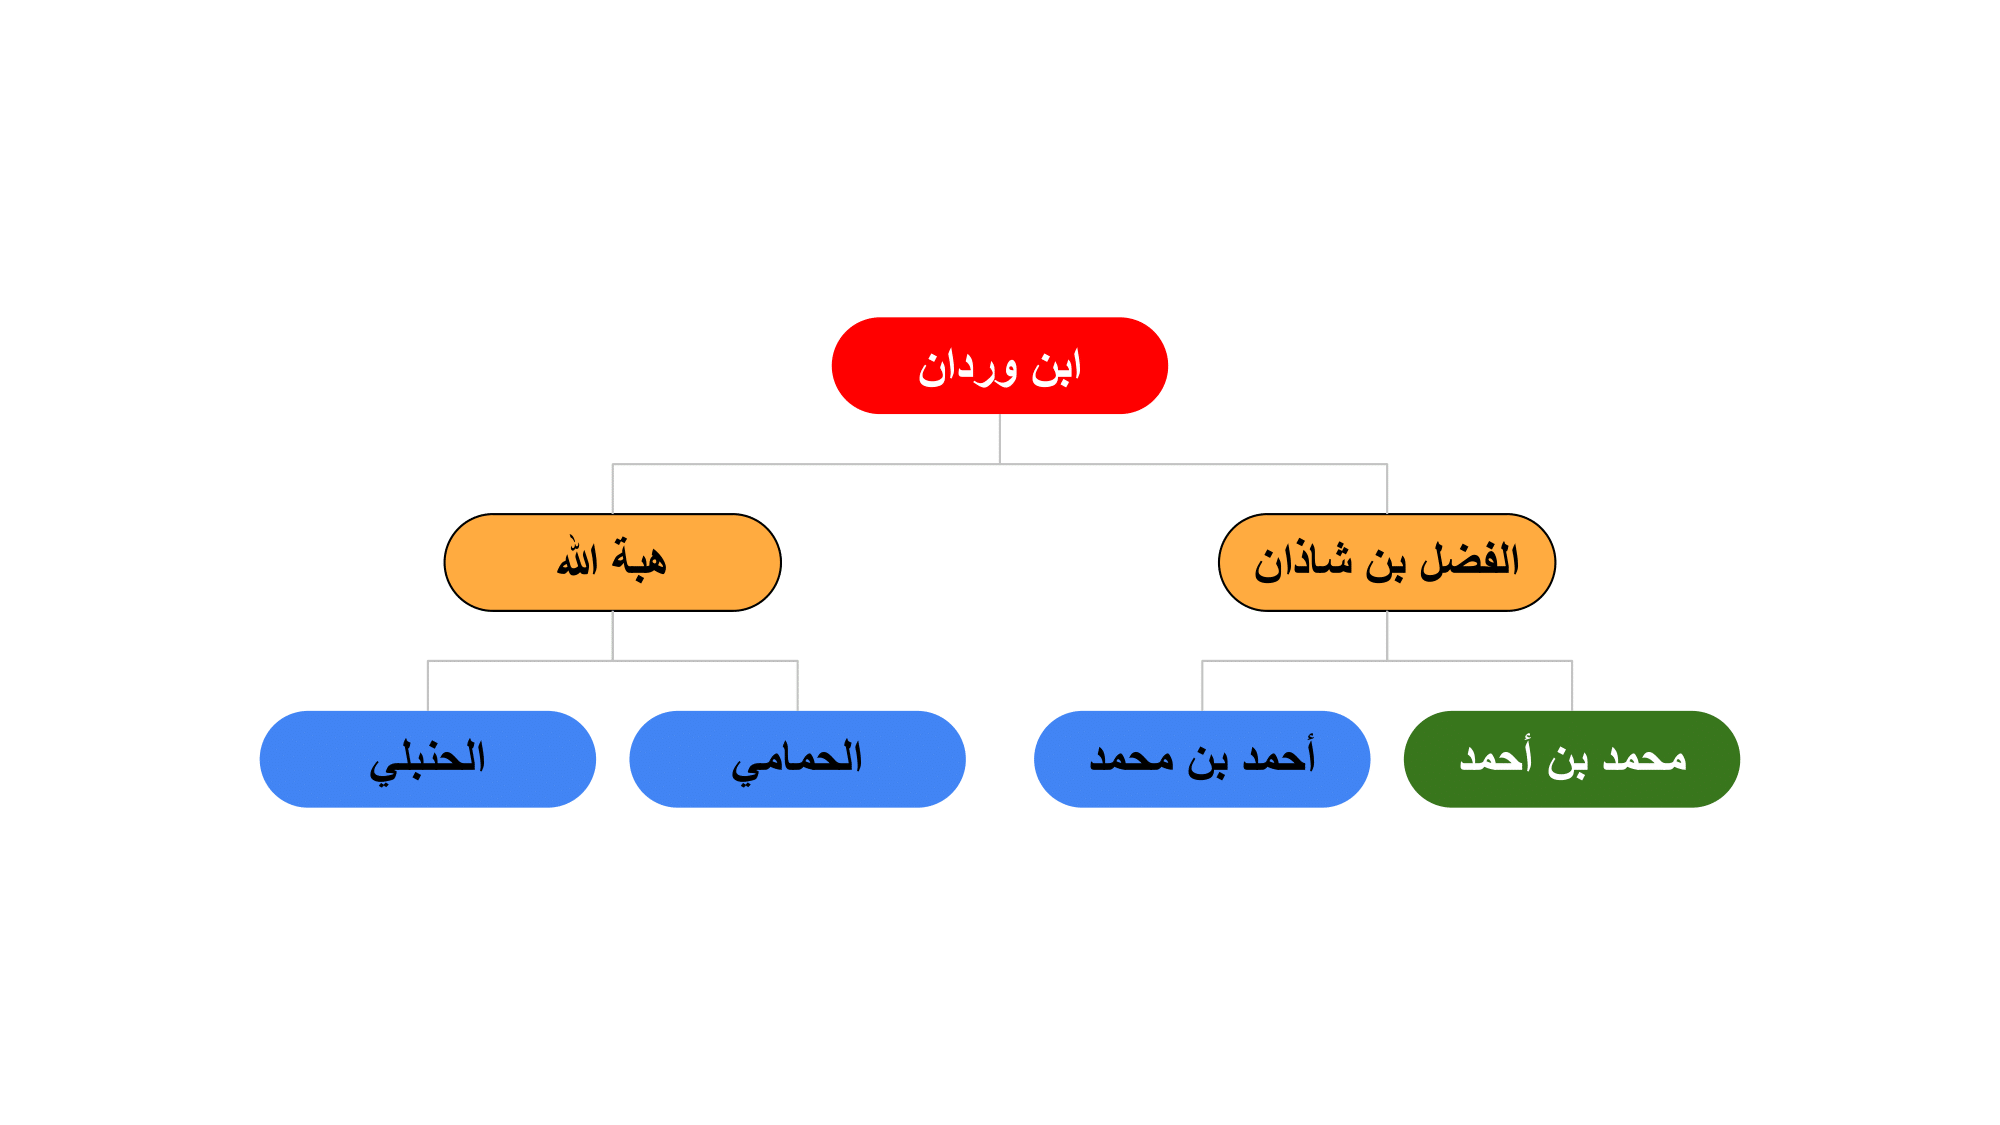 ابن وردان
الفضل بن شاذان
هبة الله
محمد بن أحمد
أحمد بن محمد
الحمامي
الحنبلي